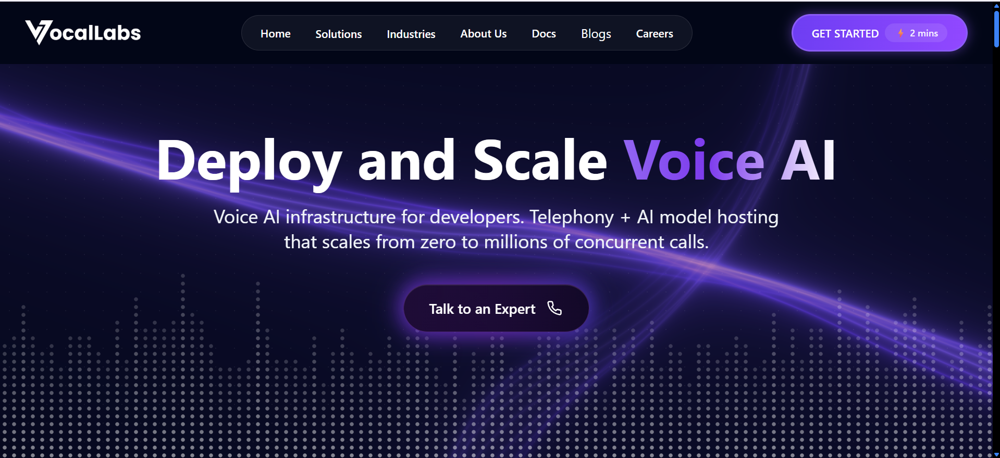 VocalLabs
Home Solutions Industries About Us Docs Blogs Careers
GET STARTED 2 mins
Deploy and Scale Voice AI
Voice AI infrastructure for developers. Telephony + AI model hosting
that scales from zero to millions of concurrent calls.
Talk to an Expert